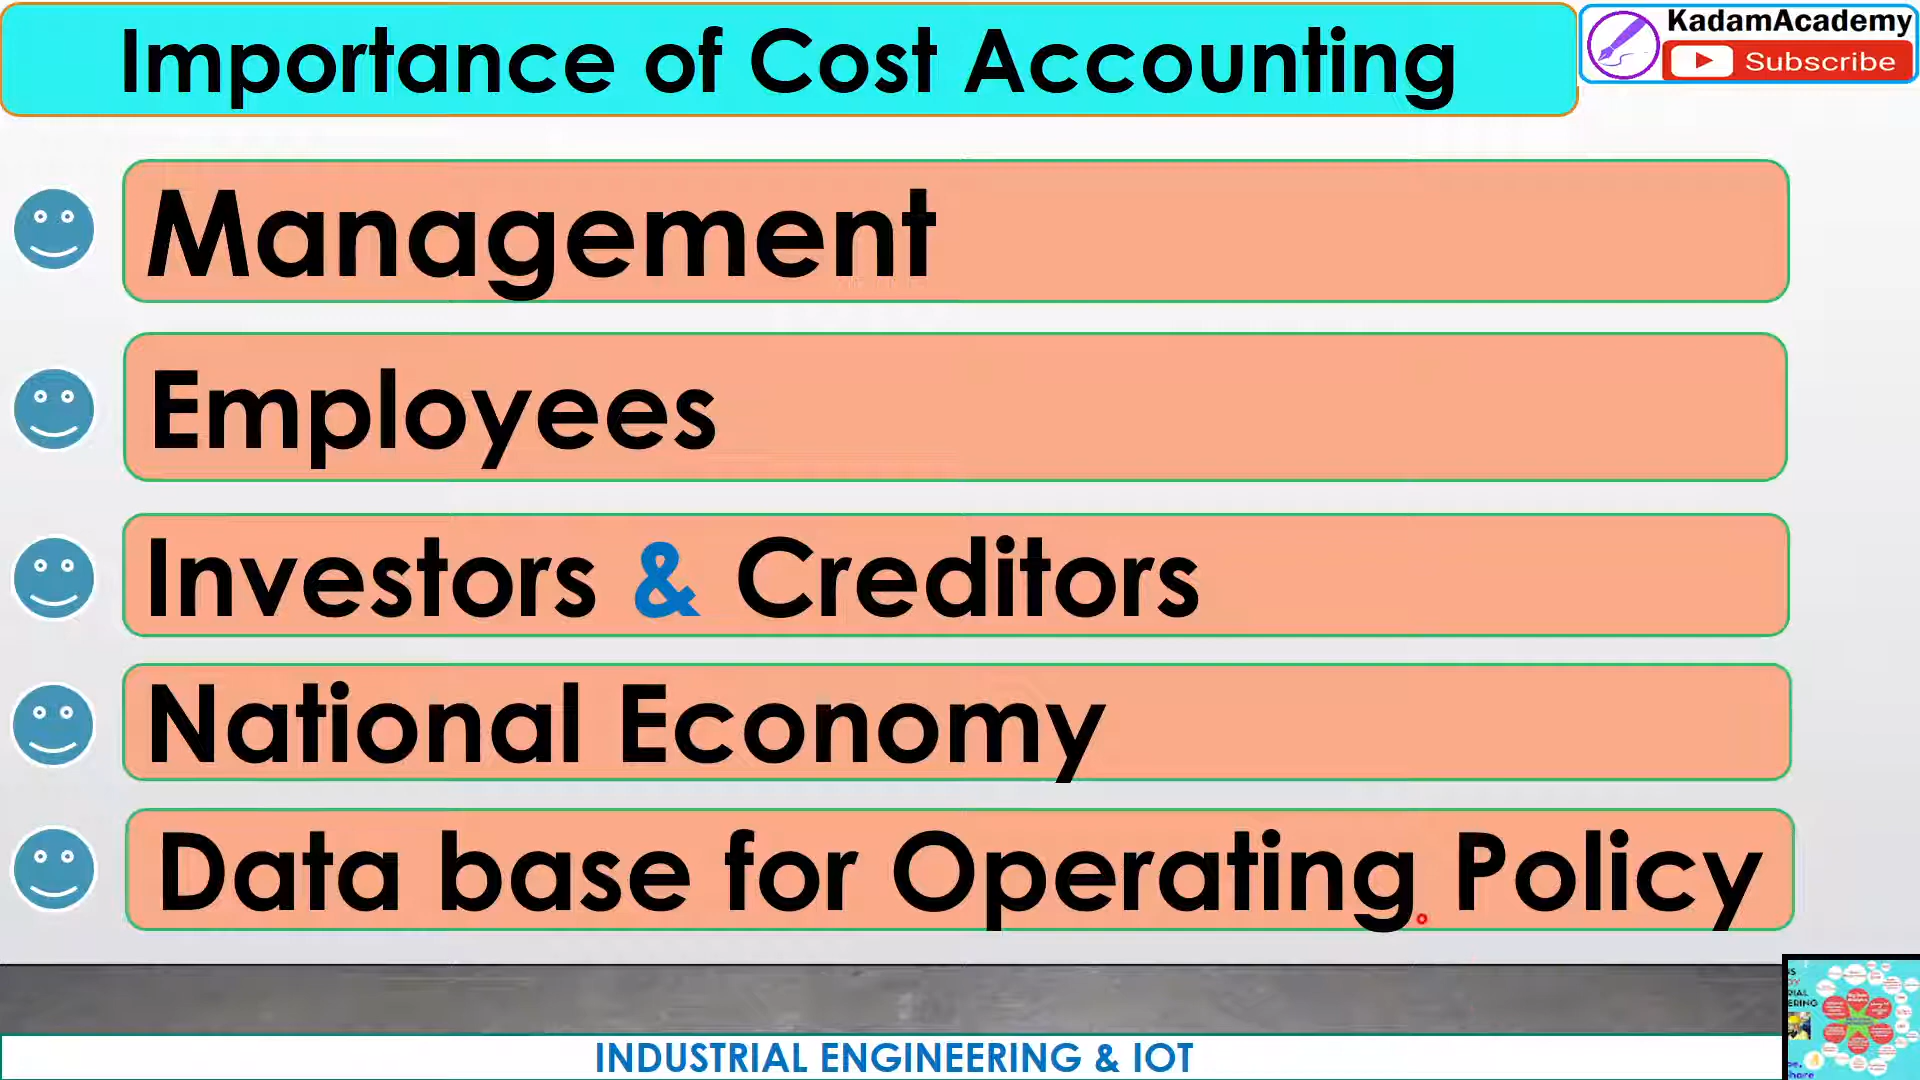 Importance of Cost Accounting
KadamAcademy
Subscribe
Management
Employees
Investors & Creditors
National Economy
Data base for Operating Policy
INDUSTRIAL ENGINEERING & IOT